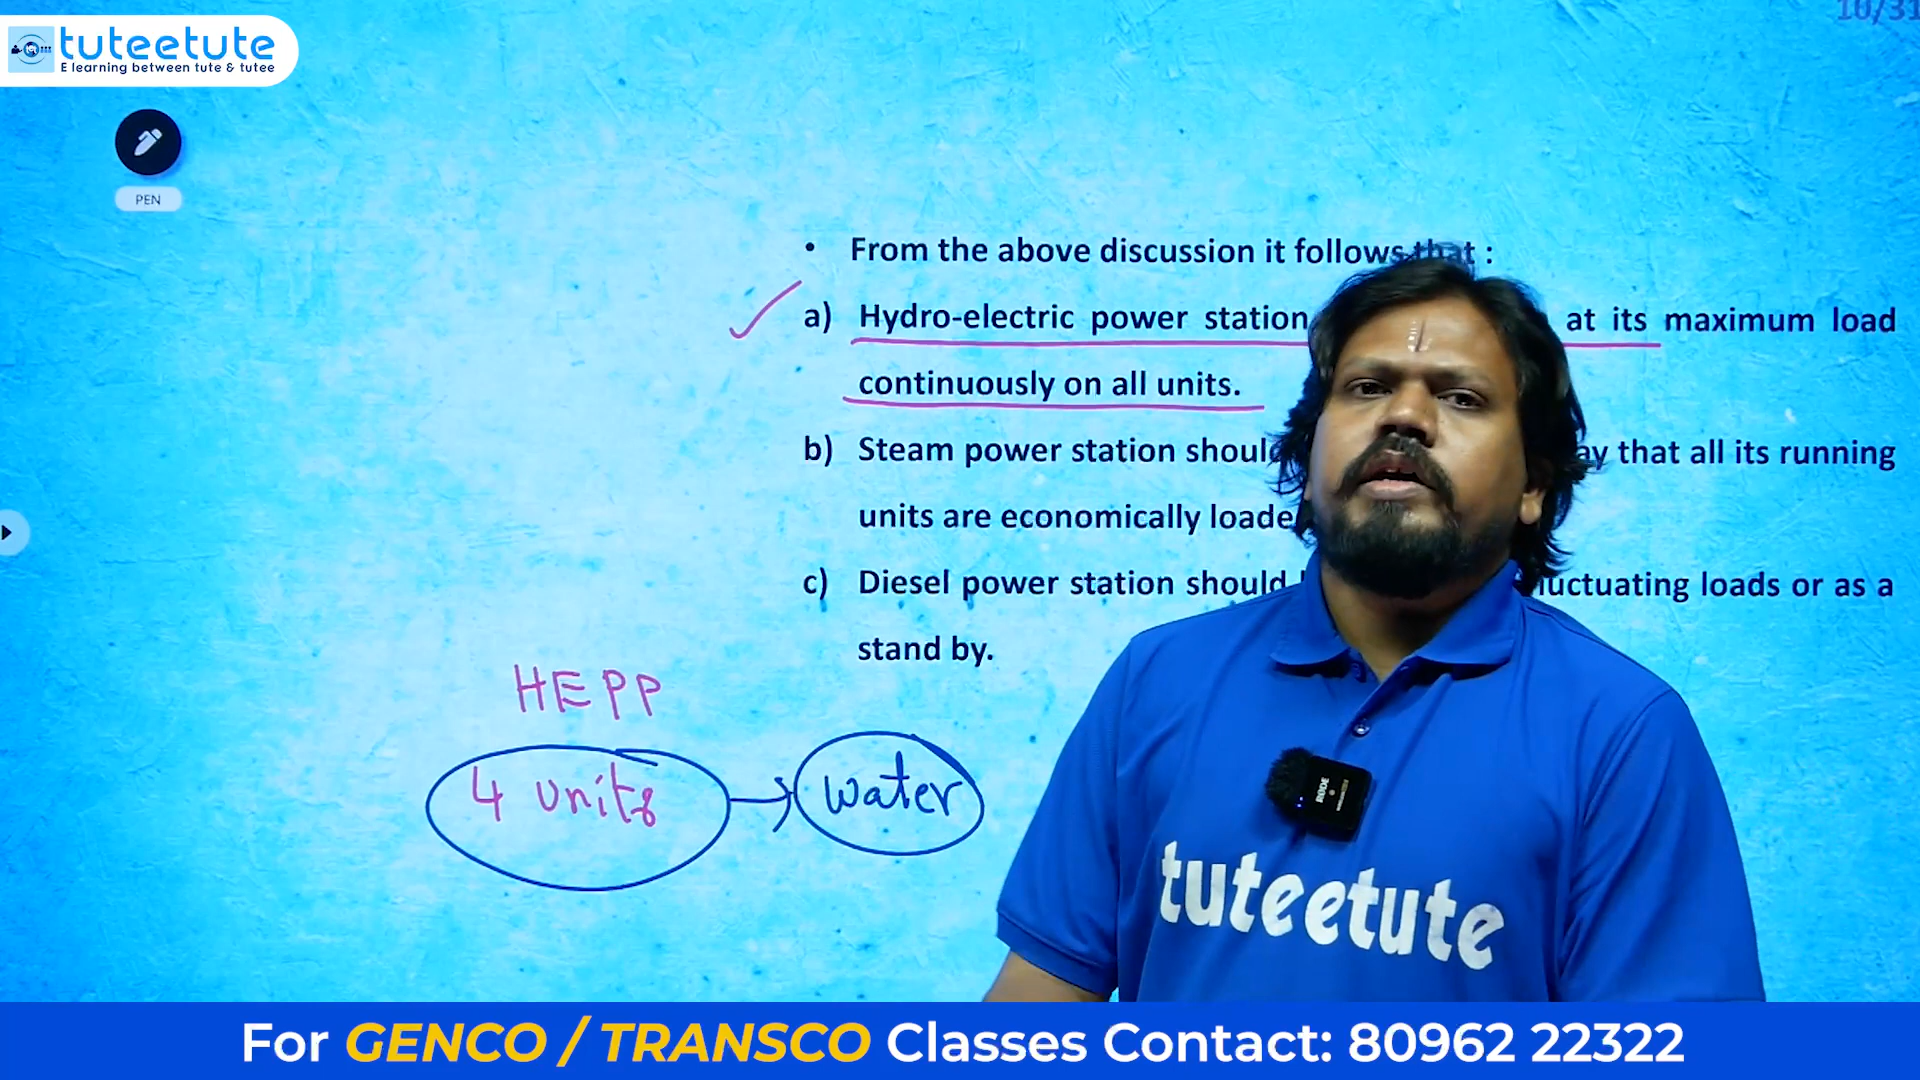 10/31
tuteetute
E learning between tute & tutee
PEN
• From the above discussion it follows that :
a) Hydro-electric power station at its maximum load
continuously on all units.
b) Steam power station should that all its running
units are economically loade
c) Diesel power station should fluctuating loads or as a
stand by.
HEPP
4 units → water
RODE
tuteetute
For GENCO / TRANSCO Classes Contact: 80962 22322